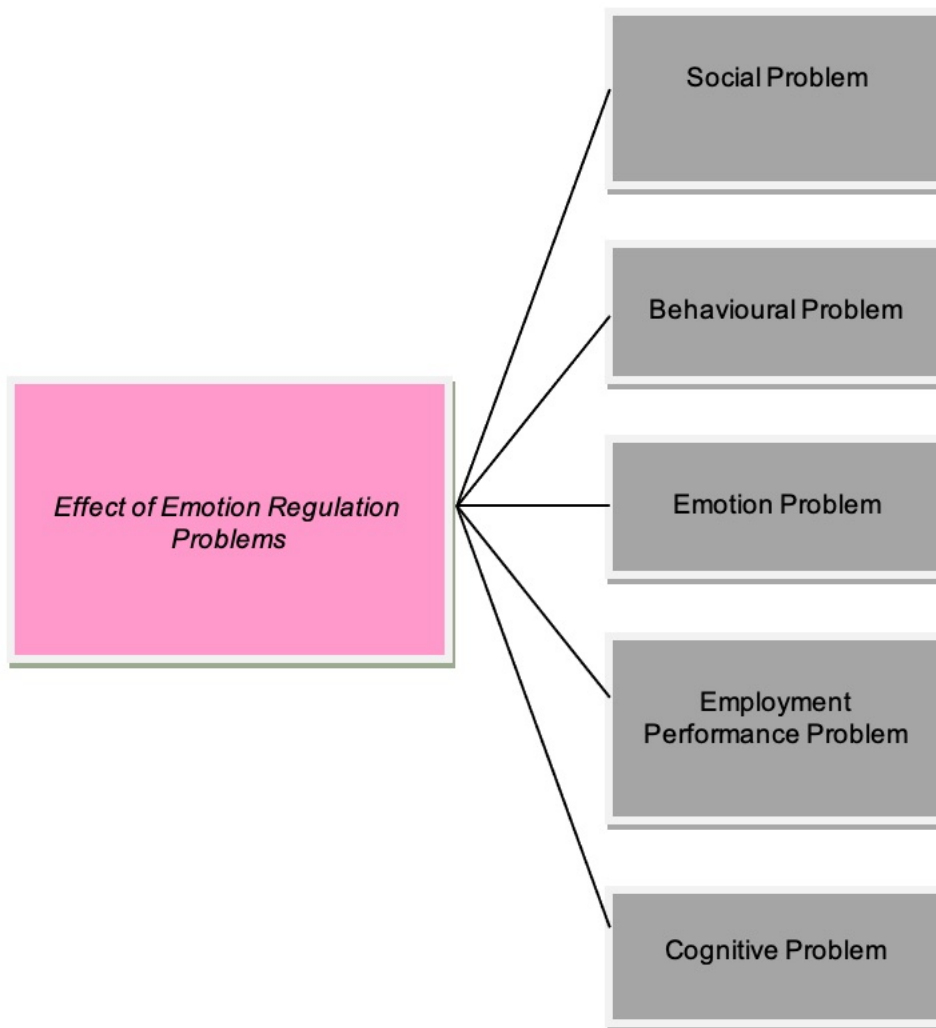 Social Problem
Behavioural Problem
Effect of Emotion Regulation
Problems
Emotion Problem
Employment
Performance Problem
Cognitive Problem